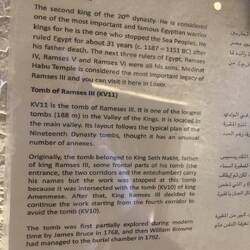 The second king of the 20th dynasty. He is considered
one of the most important and famous Egyptian warrior
kings for he is the one who stopped the Sea Peoples. He
ruled Egypt for about 31 years (c. 1187 – 1151 BC) after
his father death. The next three rulers of Egypt, Ramses
IV, Ramses V and Ramses VI were all his sons. Medinat
Habu Temple is considered the most important legacy of
Ramses III and you can visit it here in Luxor.
Tomb of Ramses III (KV11)
KV11 is the tomb of Rameses III. It is one of the longest
tombs (188 m) in the Valley of the Kings. It is located in
the main valley. Its layout follows the typical plan of the
Nineteenth Dynasty tombs, thought it has an unusual
number of annexes.
Originally, the tomb belonged to King Seth Nakht, father
of king Ramses III, some frontal parts of his tomb (the
entrance, the two corridors and the antechamber) carry
his names but the work was stopped at this tomb
because it was intersected with the tomb (KV10) of king
Amenmese. After that, King Ramses III decided to
continue the work starting from the fourth corridor to
avoid the tomb (KV10).
The tomb was first partially explored during modern
time by James Bruce in 1768, and then William Browne
had managed to the burial chamber in 1792.